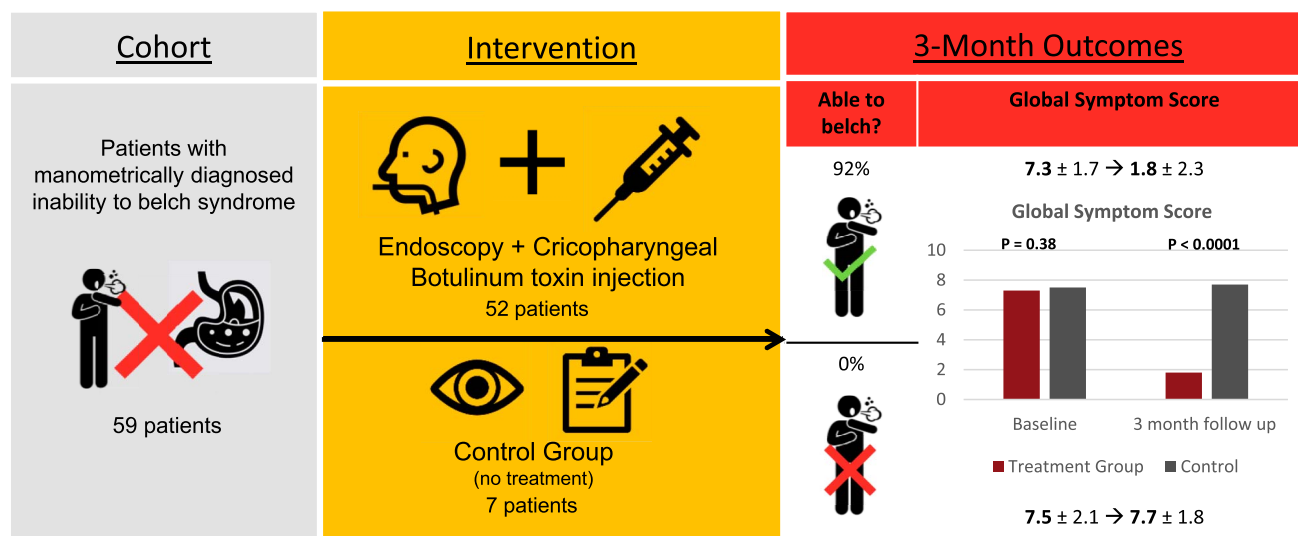 Cohort
Patients with
manometrically diagnosed
inability to belch syndrome
59 patients
Intervention
Endoscopy + Cricopharyngeal
Botulinum toxin injection
52 patients
Control Group
(no treatment)
7 patients
3-Month Outcomes
Able to
belch?
92%
0%
Global Symptom Score
7.3 ± 1.7 → 1.8 ± 2.3
Global Symptom Score
P = 0.38 P < 0.0001
10
8
6
4
2
0
Baseline 3 month follow up
Treatment Group Control
7.5 ± 2.1 → 7.7 ± 1.8